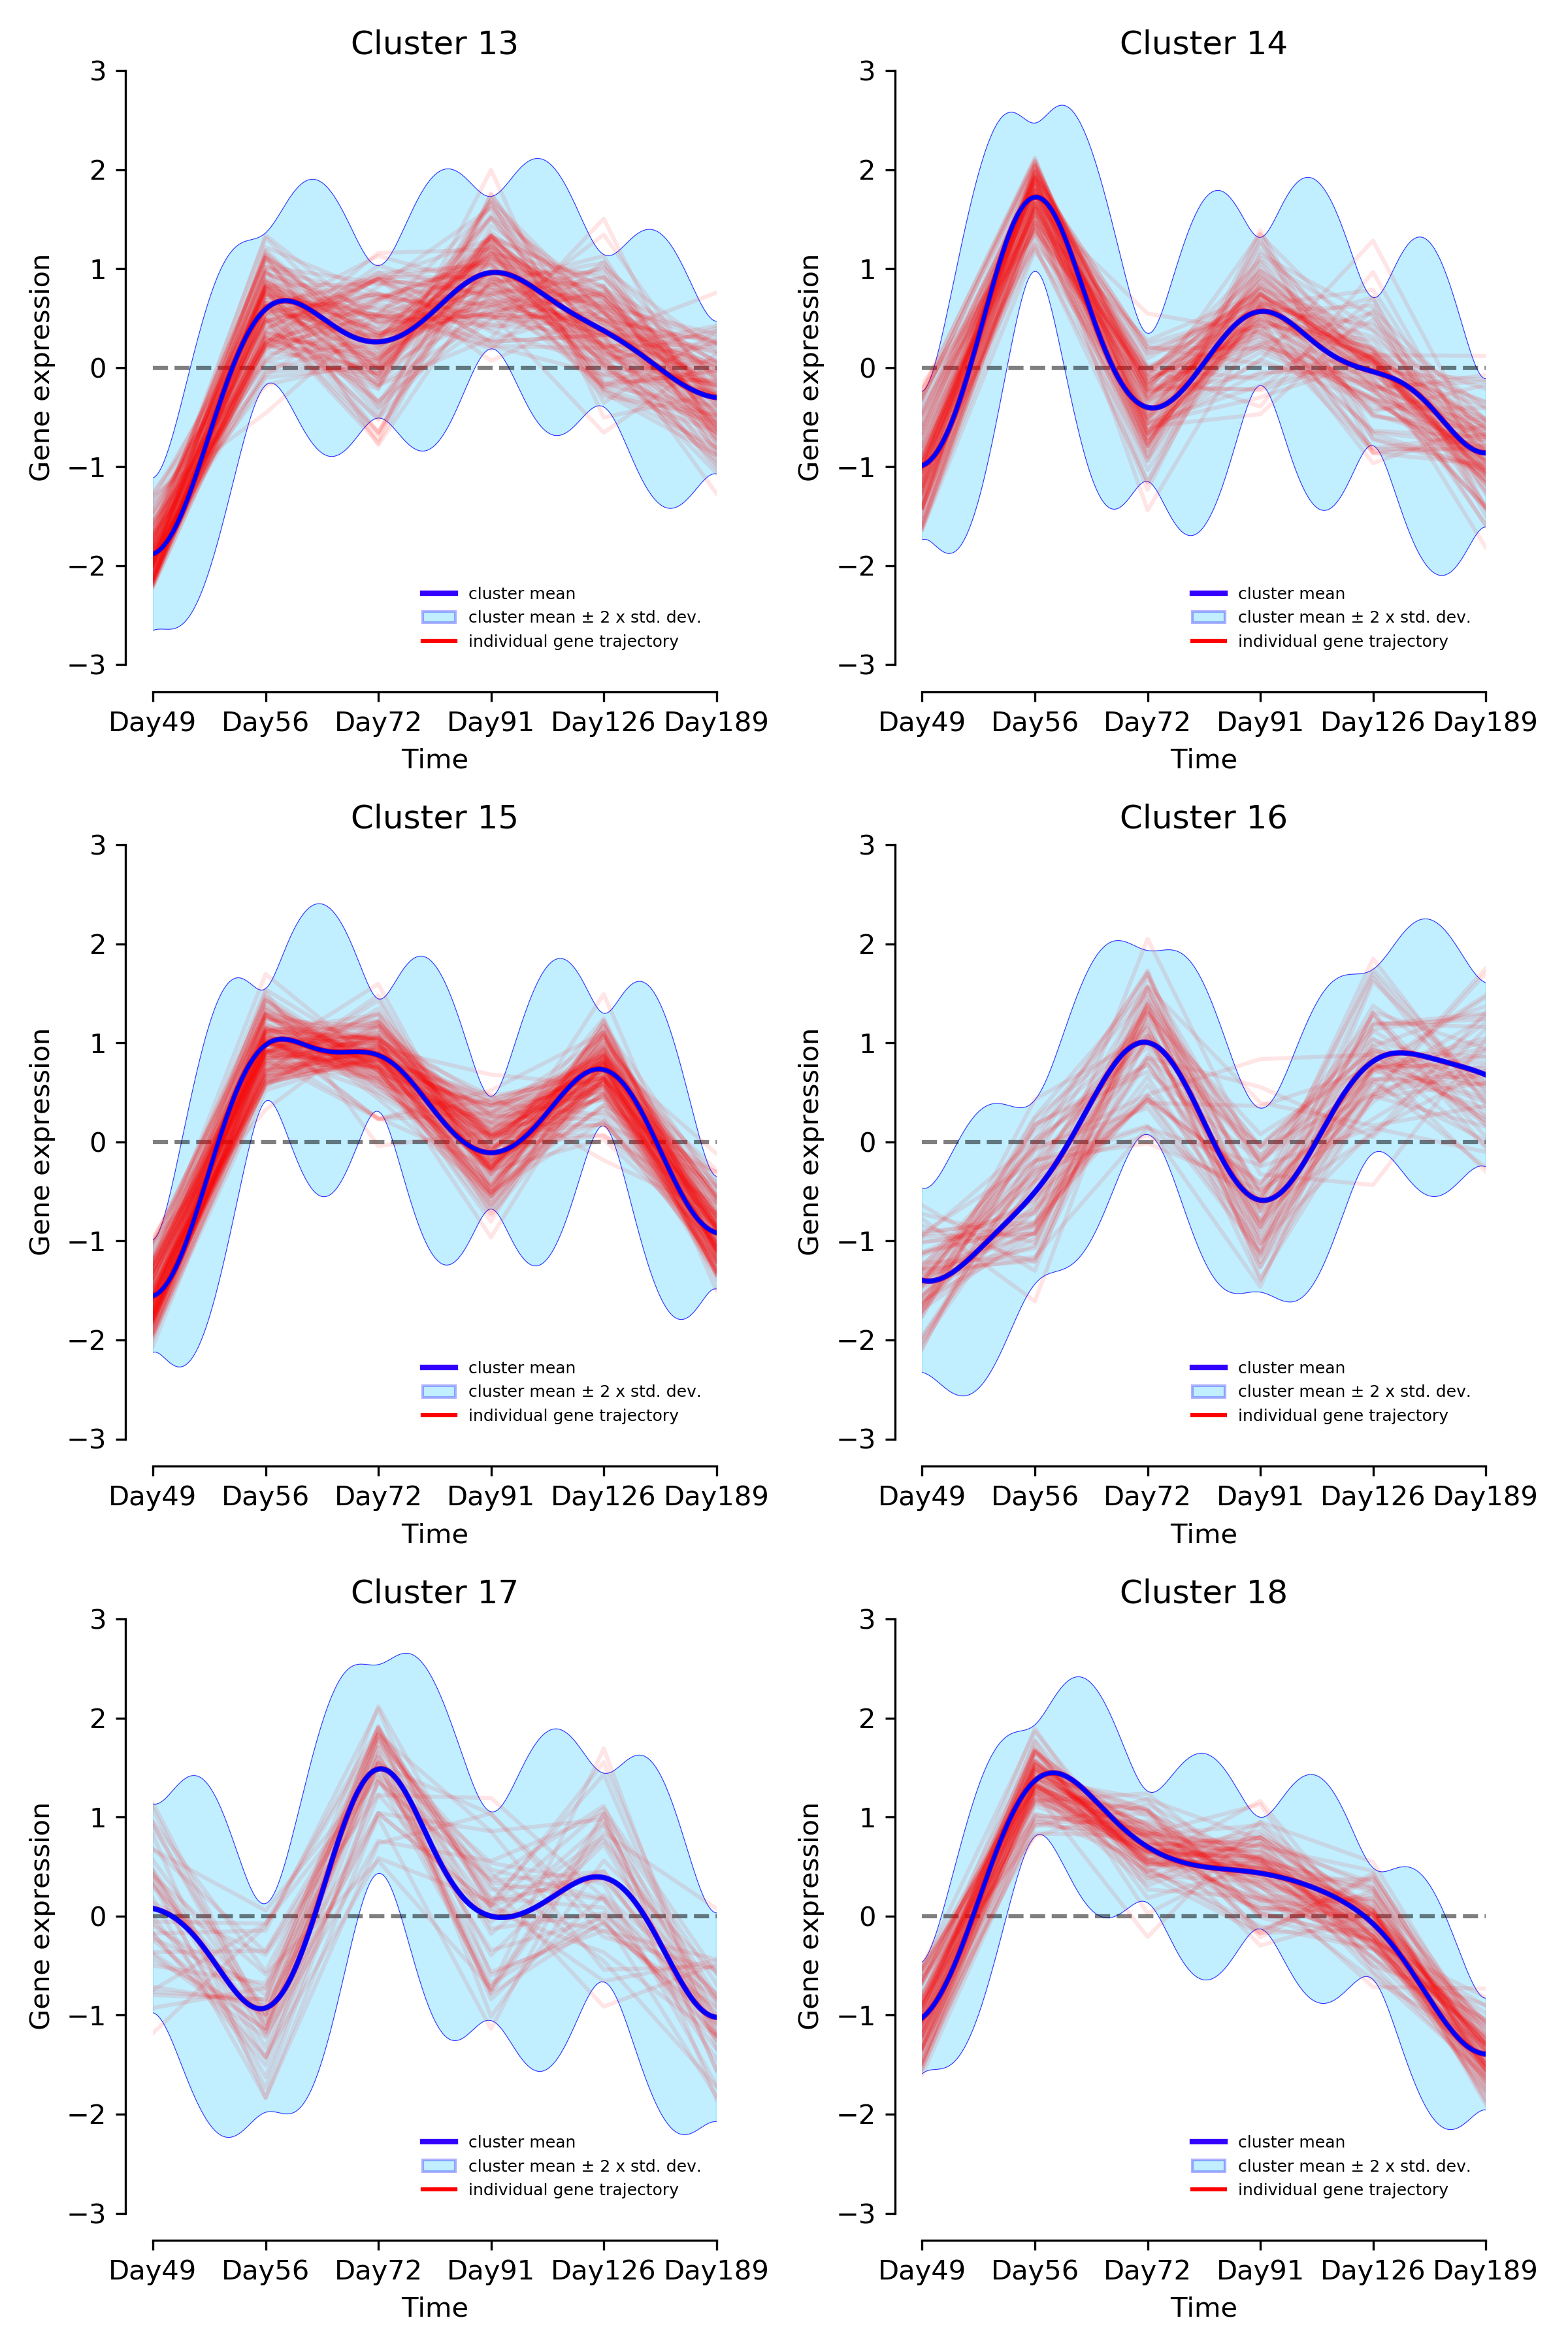 Cluster 13
3
2
1
0
−1
−2
−3
Gene expression
cluster mean
cluster mean ± 2 x std. dev.
individual gene trajectory
Day49 Day56 Day72 Day91 Day126 Day189
Time
Cluster 14
3
2
1
0
−1
−2
−3
Gene expression
cluster mean
cluster mean ± 2 x std. dev.
individual gene trajectory
Day49 Day56 Day72 Day91 Day126 Day189
Time
Cluster 15
3
2
1
0
−1
−2
−3
Gene expression
cluster mean
cluster mean ± 2 x std. dev.
individual gene trajectory
Day49 Day56 Day72 Day91 Day126 Day189
Time
Cluster 16
3
2
1
0
−1
−2
−3
Gene expression
cluster mean
cluster mean ± 2 x std. dev.
individual gene trajectory
Day49 Day56 Day72 Day91 Day126 Day189
Time
Cluster 17
3
2
1
0
−1
−2
−3
Gene expression
cluster mean
cluster mean ± 2 x std. dev.
individual gene trajectory
Day49 Day56 Day72 Day91 Day126 Day189
Time
Cluster 18
3
2
1
0
−1
−2
−3
Gene expression
cluster mean
cluster mean ± 2 x std. dev.
individual gene trajectory
Day49 Day56 Day72 Day91 Day126 Day189
Time